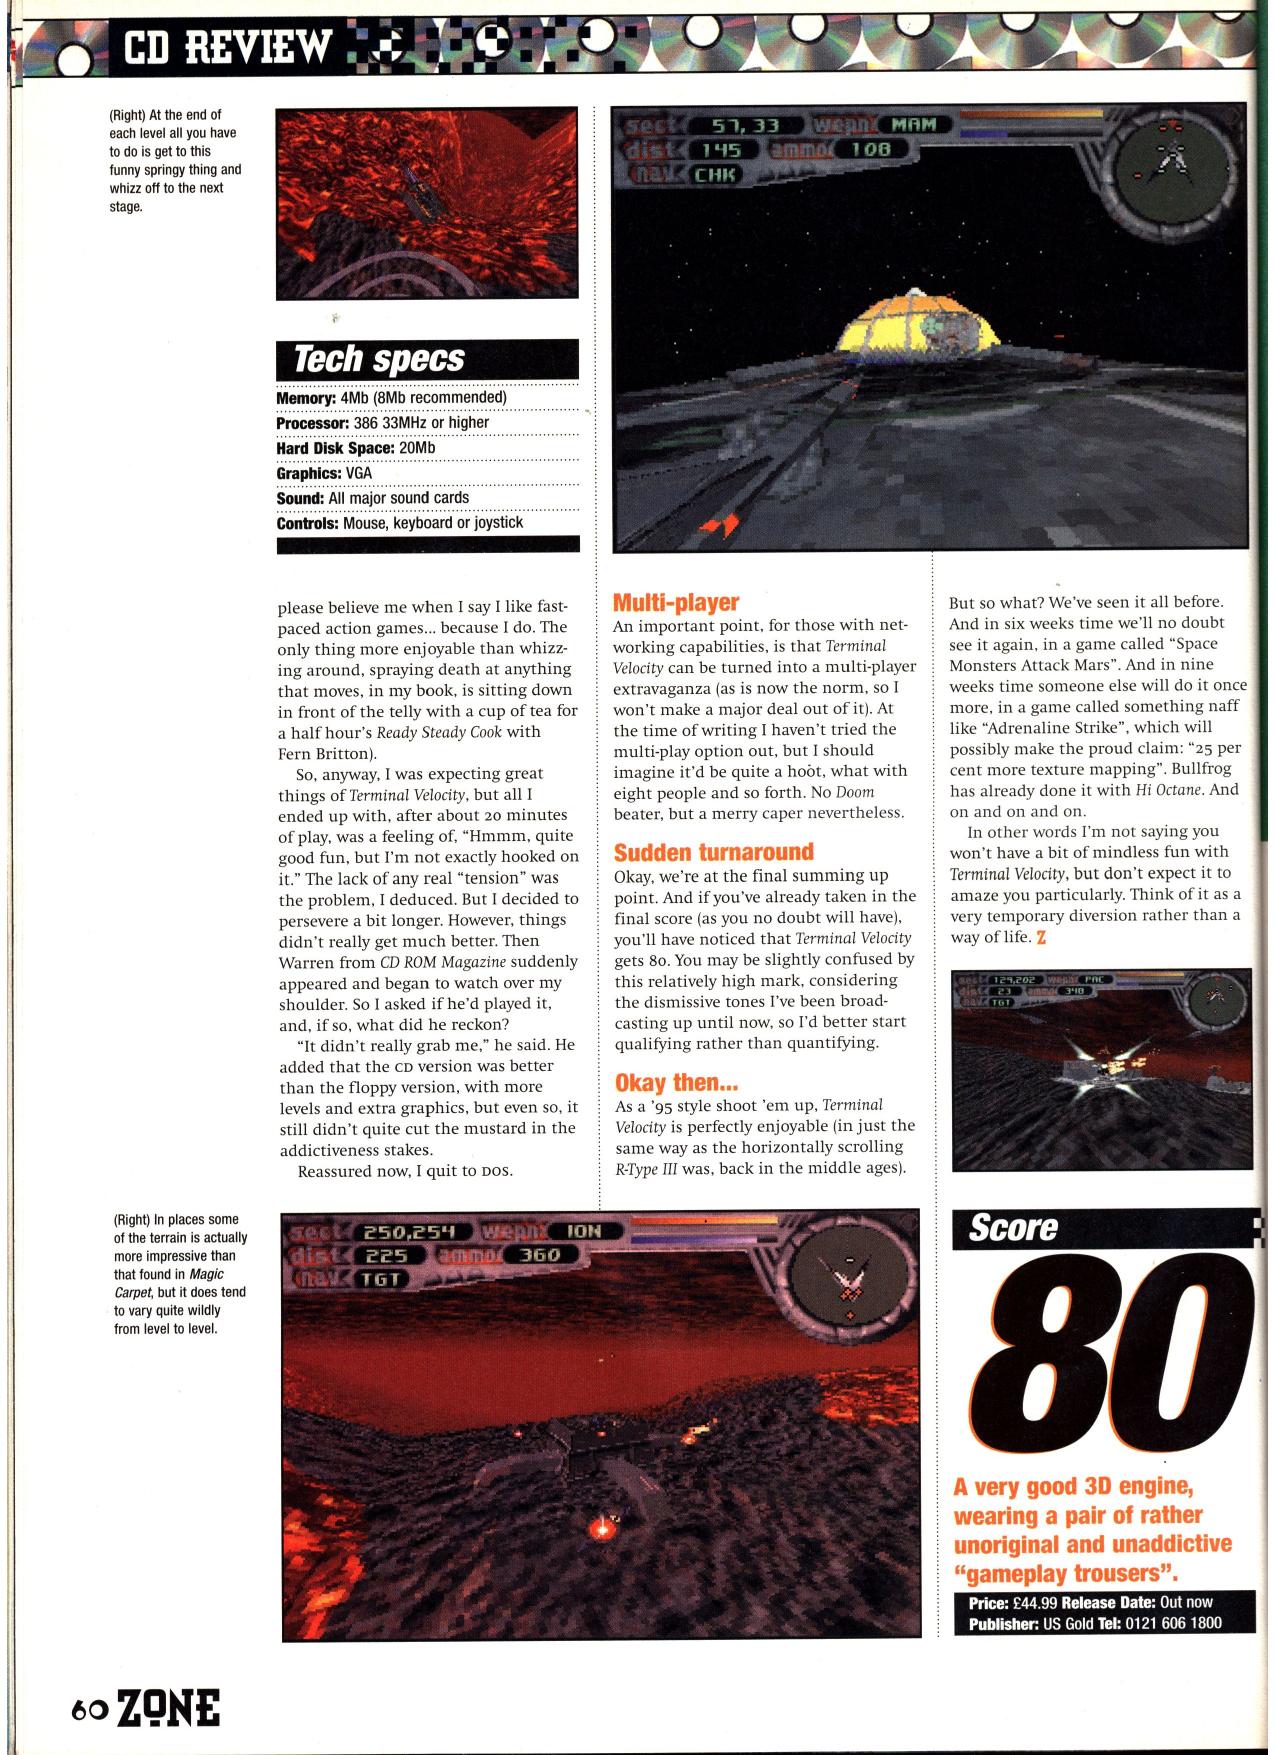 CD REVIEW
(Right) At the end of
each level all you have
to do is get to this
funny springy thing and
whizz off to the next
stage.
sect 57, 33 wepn MAM
dist 145 ammo 108
nav CHK
Tech specs
Memory: 4Mb (8Mb recommended)
Processor: 386 33MHz or higher
Hard Disk Space: 20Mb
Graphics: VGA
Sound: All major sound cards
Controls: Mouse, keyboard or joystick
please believe me when I say I like fast-
paced action games... because I do. The
only thing more enjoyable than whizz-
ing around, spraying death at anything
that moves, in my book, is sitting down
in front of the telly with a cup of tea for
a half hour's Ready Steady Cook with
Fern Britton).
So, anyway, I was expecting great
things of Terminal Velocity, but all I
ended up with, after about 20 minutes
of play, was a feeling of, “Hmmm, quite
good fun, but I'm not exactly hooked on
it.” The lack of any real “tension” was
the problem, I deduced. But I decided to
persevere a bit longer. However, things
didn't really get much better. Then
Warren from CD ROM Magazine suddenly
appeared and began to watch over my
shoulder. So I asked if he'd played it,
and, if so, what did he reckon?
“It didn't really grab me,” he said. He
added that the CD version was better
than the floppy version, with more
levels and extra graphics, but even so, it
still didn't quite cut the mustard in the
addictiveness stakes.
Reassured now, I quit to DOS.
Multi-player
An important point, for those with net-
working capabilities, is that Terminal
Velocity can be turned into a multi-player
extravaganza (as is now the norm, so I
won't make a major deal out of it). At
the time of writing I haven't tried the
multi-play option out, but I should
imagine it'd be quite a hoot, what with
eight people and so forth. No Doom
beater, but a merry caper nevertheless.
Sudden turnaround
Okay, we're at the final summing up
point. And if you've already taken in the
final score (as you no doubt will have),
you'll have noticed that Terminal Velocity
gets 80. You may be slightly confused by
this relatively high mark, considering
the dismissive tones I've been broad-
casting up until now, so I'd better start
qualifying rather than quantifying.
Okay then...
As a '95 style shoot 'em up, Terminal
Velocity is perfectly enjoyable (in just the
same way as the horizontally scrolling
R-Type III was, back in the middle ages).
But so what? We've seen it all before.
And in six weeks time we'll no doubt
see it again, in a game called “Space
Monsters Attack Mars”. And in nine
weeks time someone else will do it once
more, in a game called something naff
like “Adrenaline Strike”, which will
possibly make the proud claim: “25 per
cent more texture mapping”. Bullfrog
has already done it with Hi Octane. And
on and on and on.
In other words I'm not saying you
won't have a bit of mindless fun with
Terminal Velocity, but don't expect it to
amaze you particularly. Think of it as a
very temporary diversion rather than a
way of life. Z
sect 129,202 wepn PAC
dist 23 ammo 348
nav TGT
(Right) In places some
of the terrain is actually
more impressive than
that found in Magic
Carpet, but it does tend
to vary quite wildly
from level to level.
sect 250,254 wepn ION
dist 225 ammo 360
nav TGT
Score
80
A very good 3D engine,
wearing a pair of rather
unoriginal and unaddictive
“gameplay trousers”.
Price: £44.99 Release Date: Out now
Publisher: US Gold Tel: 0121 606 1800
60 ZONE